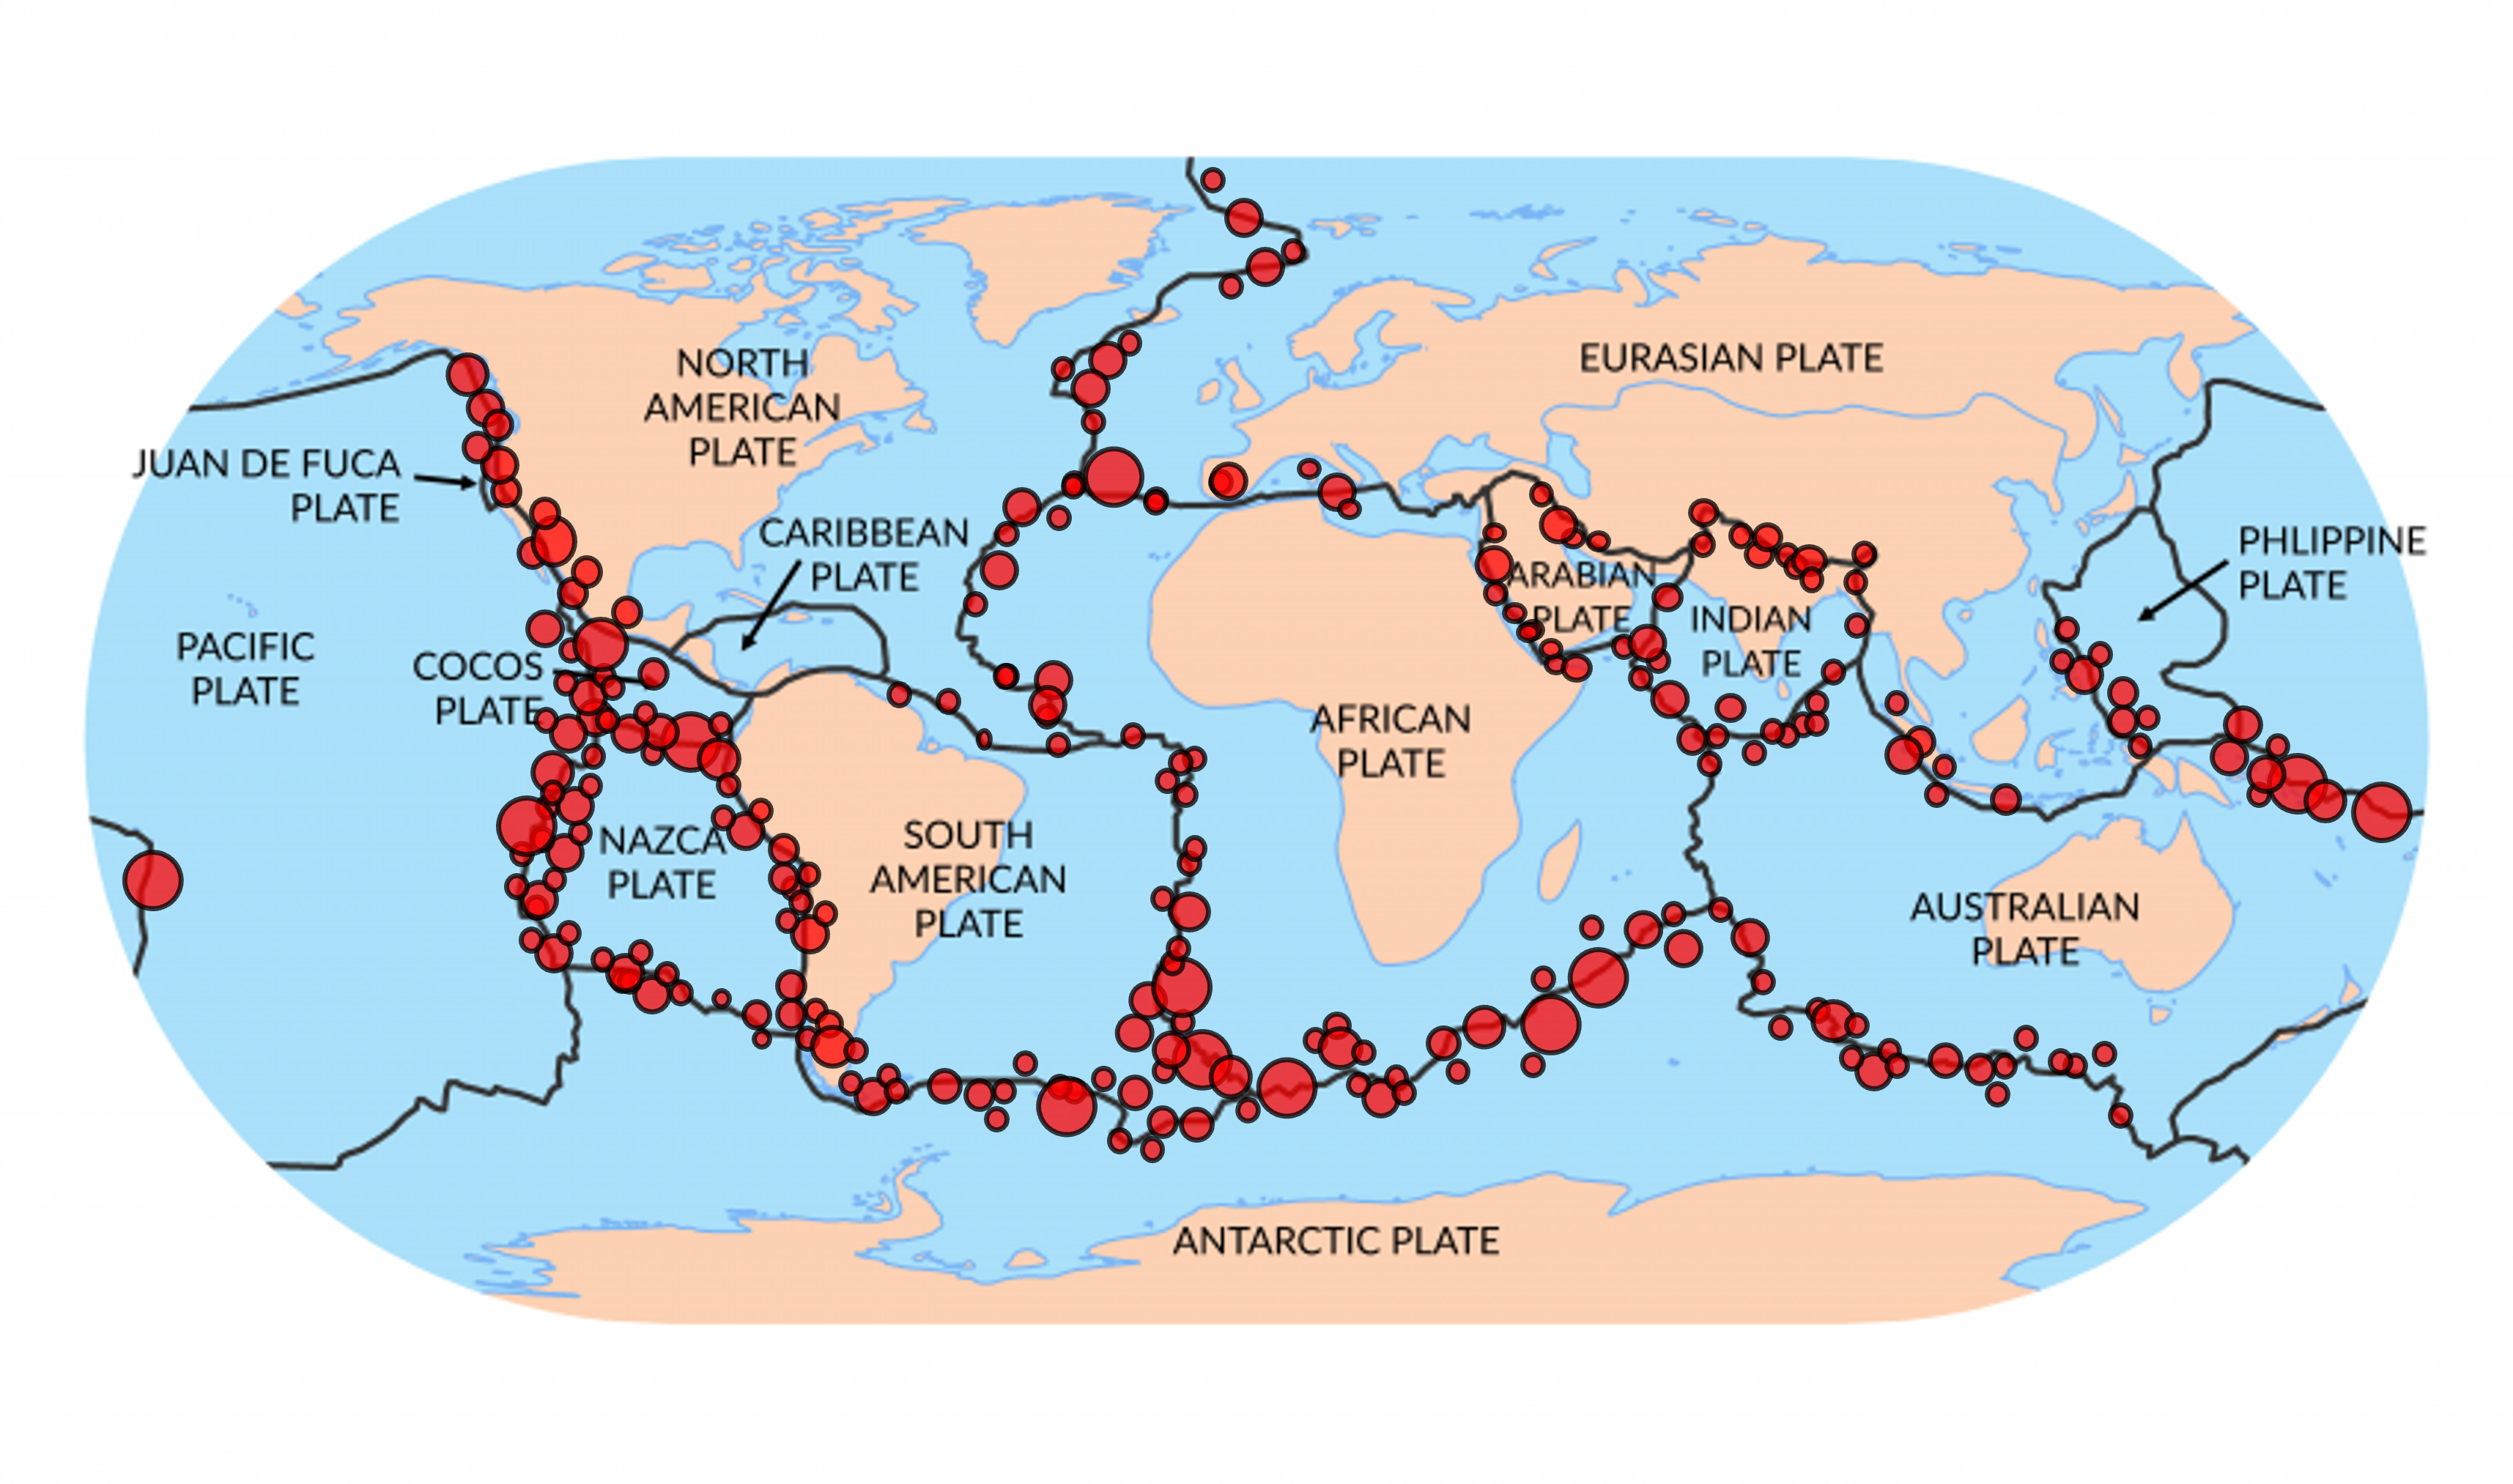 NORTH
AMERICAN
PLATE
EURASIAN PLATE
JUAN DE FUCA
PLATE
CARIBBEAN
PLATE
PHLIPPINE
PLATE
ARABIAN
PLATE
INDIAN
PLATE
PACIFIC
PLATE
COCOS
PLATE
AFRICAN
PLATE
NAZCA
PLATE
SOUTH
AMERICAN
PLATE
AUSTRALIAN
PLATE
ANTARCTIC PLATE